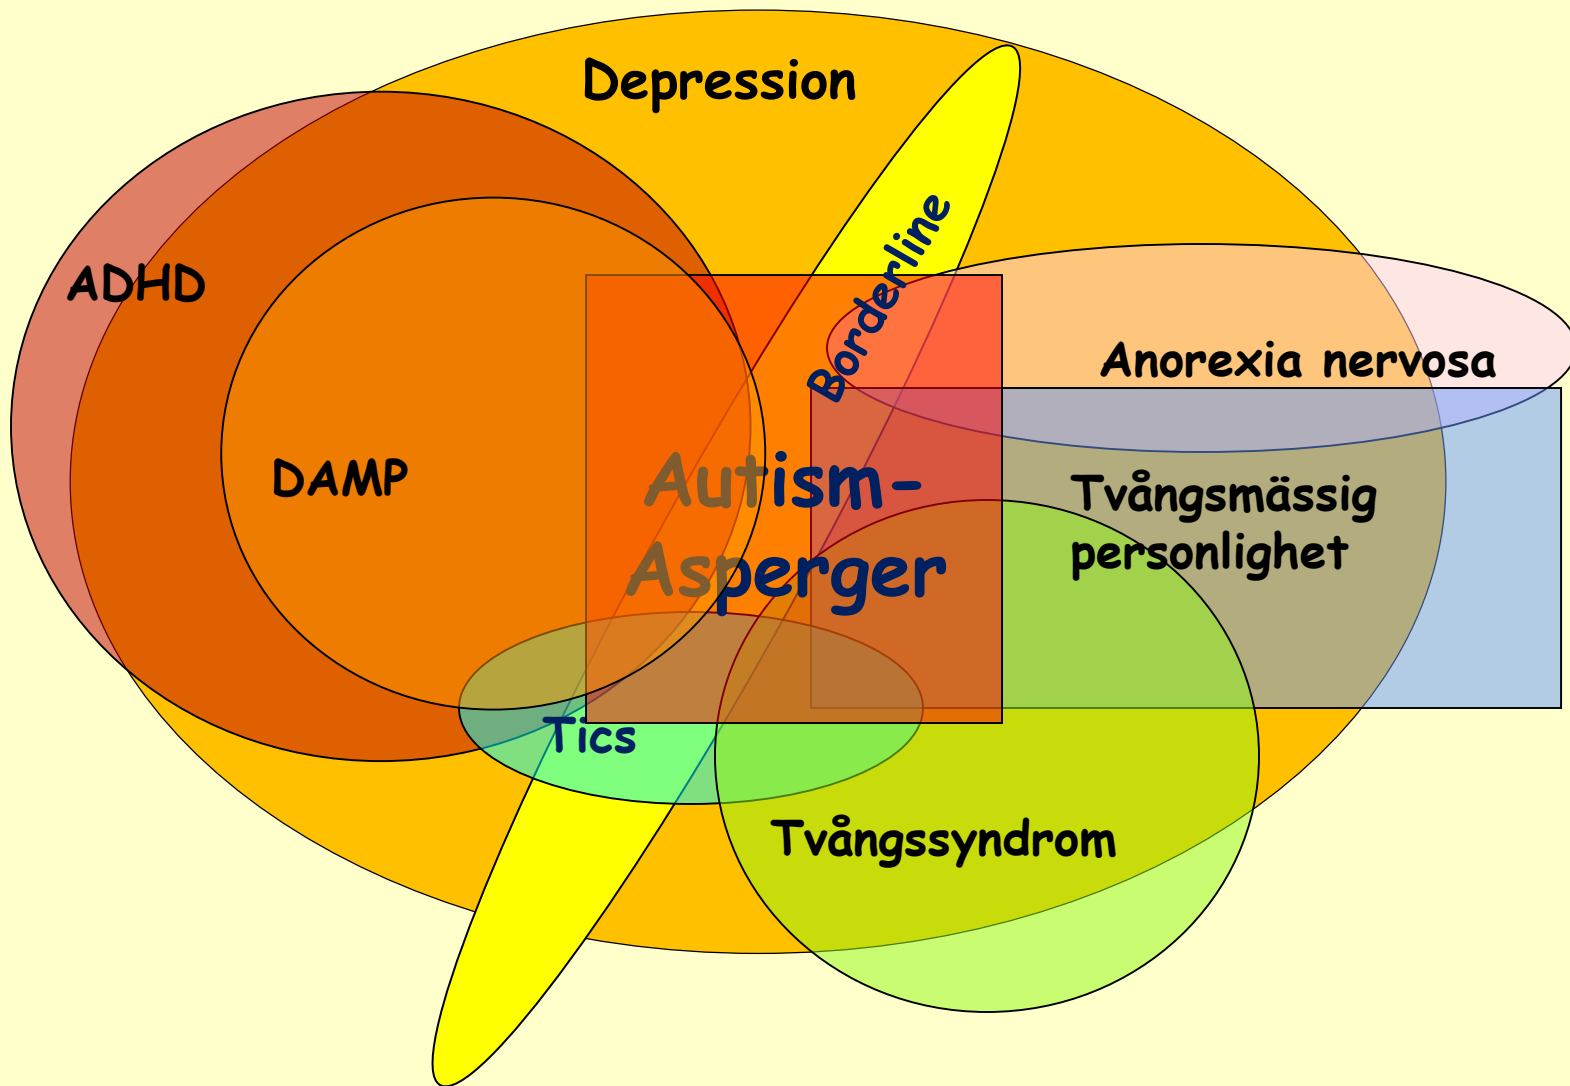 Depression
Borderline
ADHD
Anorexia nervosa
DAMP
Autism-
Asperger
Tvångsmässig
personlighet
Tics
Tvångssyndrom